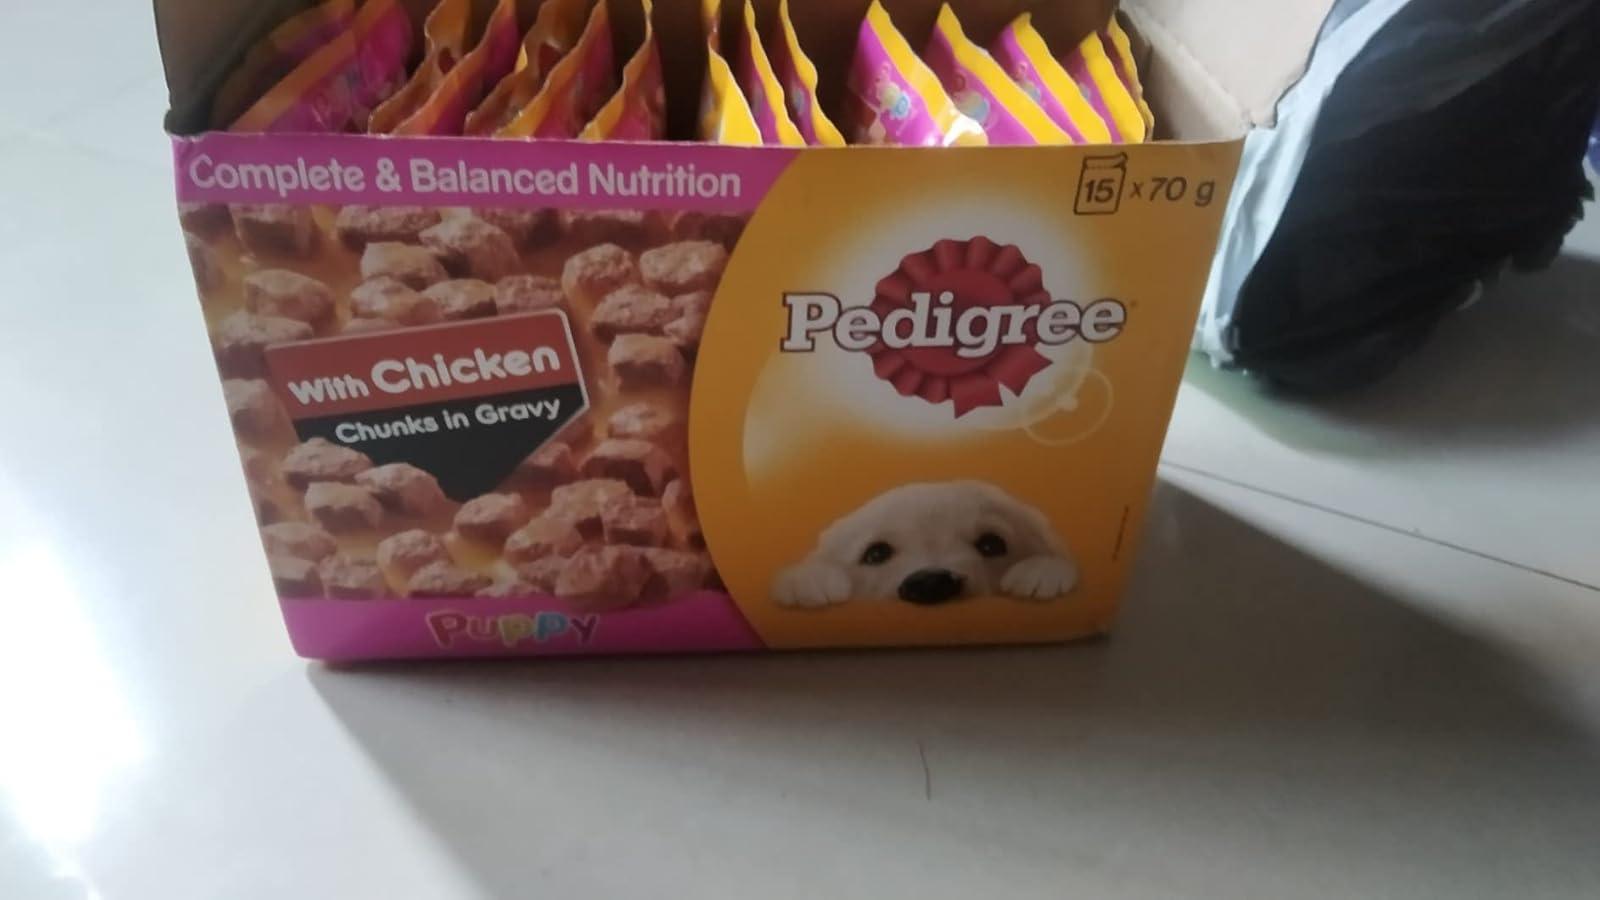 Complete & Balanced Nutrition
15 x 70 g
Pedigree
With Chicken
Chunks in Gravy
Puppy